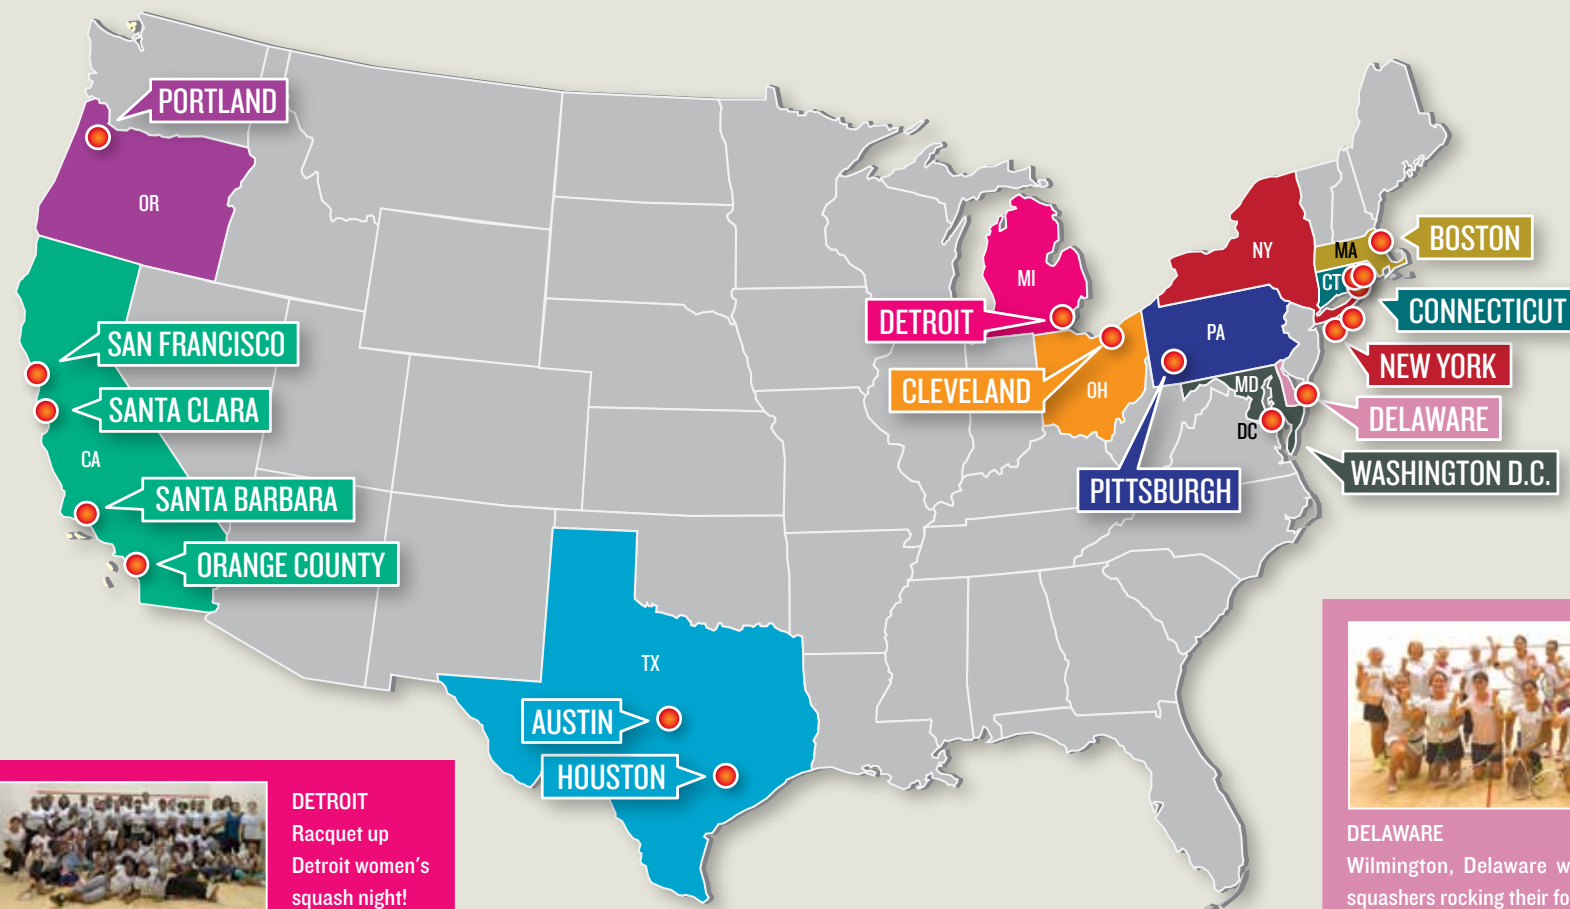 PORTLAND
OR
SAN FRANCISCO
SANTA CLARA
CA
SANTA BARBARA
ORANGE COUNTY
TX
AUSTIN
HOUSTON
MI
DETROIT
CLEVELAND
OH
PITTSBURGH
PA
NY
MA
CT
MD
DC
BOSTON
CONNECTICUT
NEW YORK
DELAWARE
WASHINGTON D.C.
DETROIT
Racquet up
Detroit women's
squash night!
DELAWARE
Wilmington, Delaware
squashers rocking their